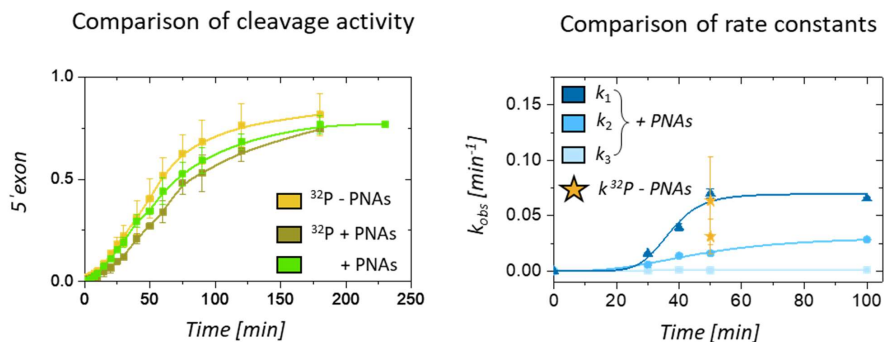 Comparison of cleavage activity
1.0
0.5
0.0
5'exon
³²P - PNAs
³²P + PNAs
+ PNAs
0 50 100 150 200 250
Time [min]
Comparison of rate constants
0.15
0.10
0.05
0.00
k_obs [min⁻¹]
k₁
k₂
k₃
+ PNAs
k ³²P - PNAs
0 20 40 60 80 100
Time [min]